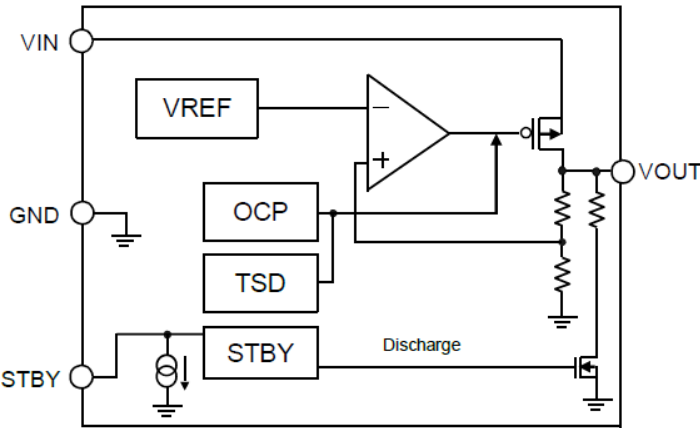 VIN
VREF
−
+
VOUT
OCP
GND
TSD
STBY
Discharge
STBY